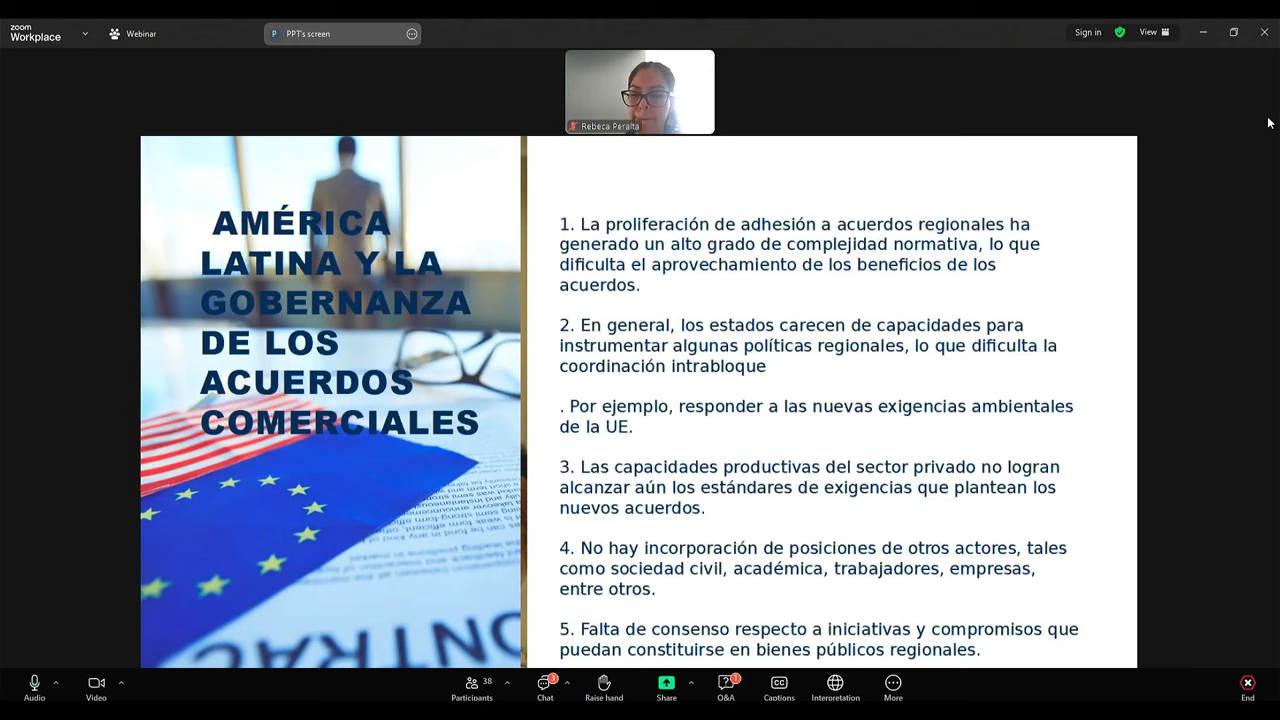 zoom
Workplace
Webinar
P PPT's screen
Sign in
View
Rebeca Peralta
AMÉRICA
LATINA Y LA
GOBERNANZA
DE LOS
ACUERDOS
COMERCIALES
1. La proliferación de adhesión a acuerdos regionales ha
generado un alto grado de complejidad normativa, lo que
dificulta el aprovechamiento de los beneficios de los
acuerdos.
2. En general, los estados carecen de capacidades para
instrumentar algunas políticas regionales, lo que dificulta la
coordinación intrabloque
. Por ejemplo, responder a las nuevas exigencias ambientales
de la UE.
3. Las capacidades productivas del sector privado no logran
alcanzar aún los estándares de exigencias que plantean los
nuevos acuerdos.
4. No hay incorporación de posiciones de otros actores, tales
como sociedad civil, académica, trabajadores, empresas,
entre otros.
5. Falta de consenso respecto a iniciativas y compromisos que
puedan constituirse en bienes públicos regionales.
Audio
Video
Participants 38
Chat 3
Raise hand
Share
Q&A 1
Captions
Interpretation
More
End